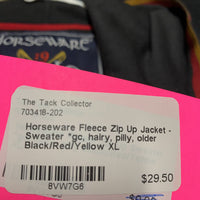 HORSEWARE
19
The Tack Collector
703418-202
Horseware Fleece Zip Up Jacket -
Sweater *gc, hairy, pilly, older
Black/Red/Yellow XL
$29.50
8VW7G6